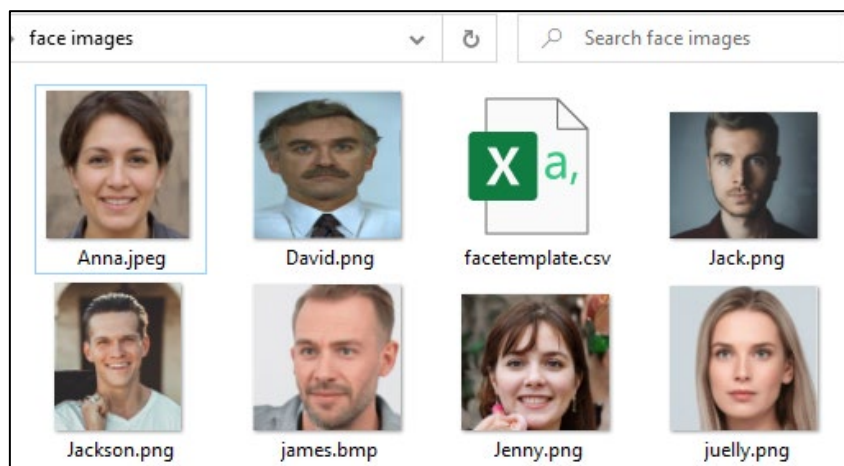 face images
Search face images
X a,
Anna.jpeg
David.png
facetemplate.csv
Jack.png
Jackson.png
james.bmp
Jenny.png
juelly.png